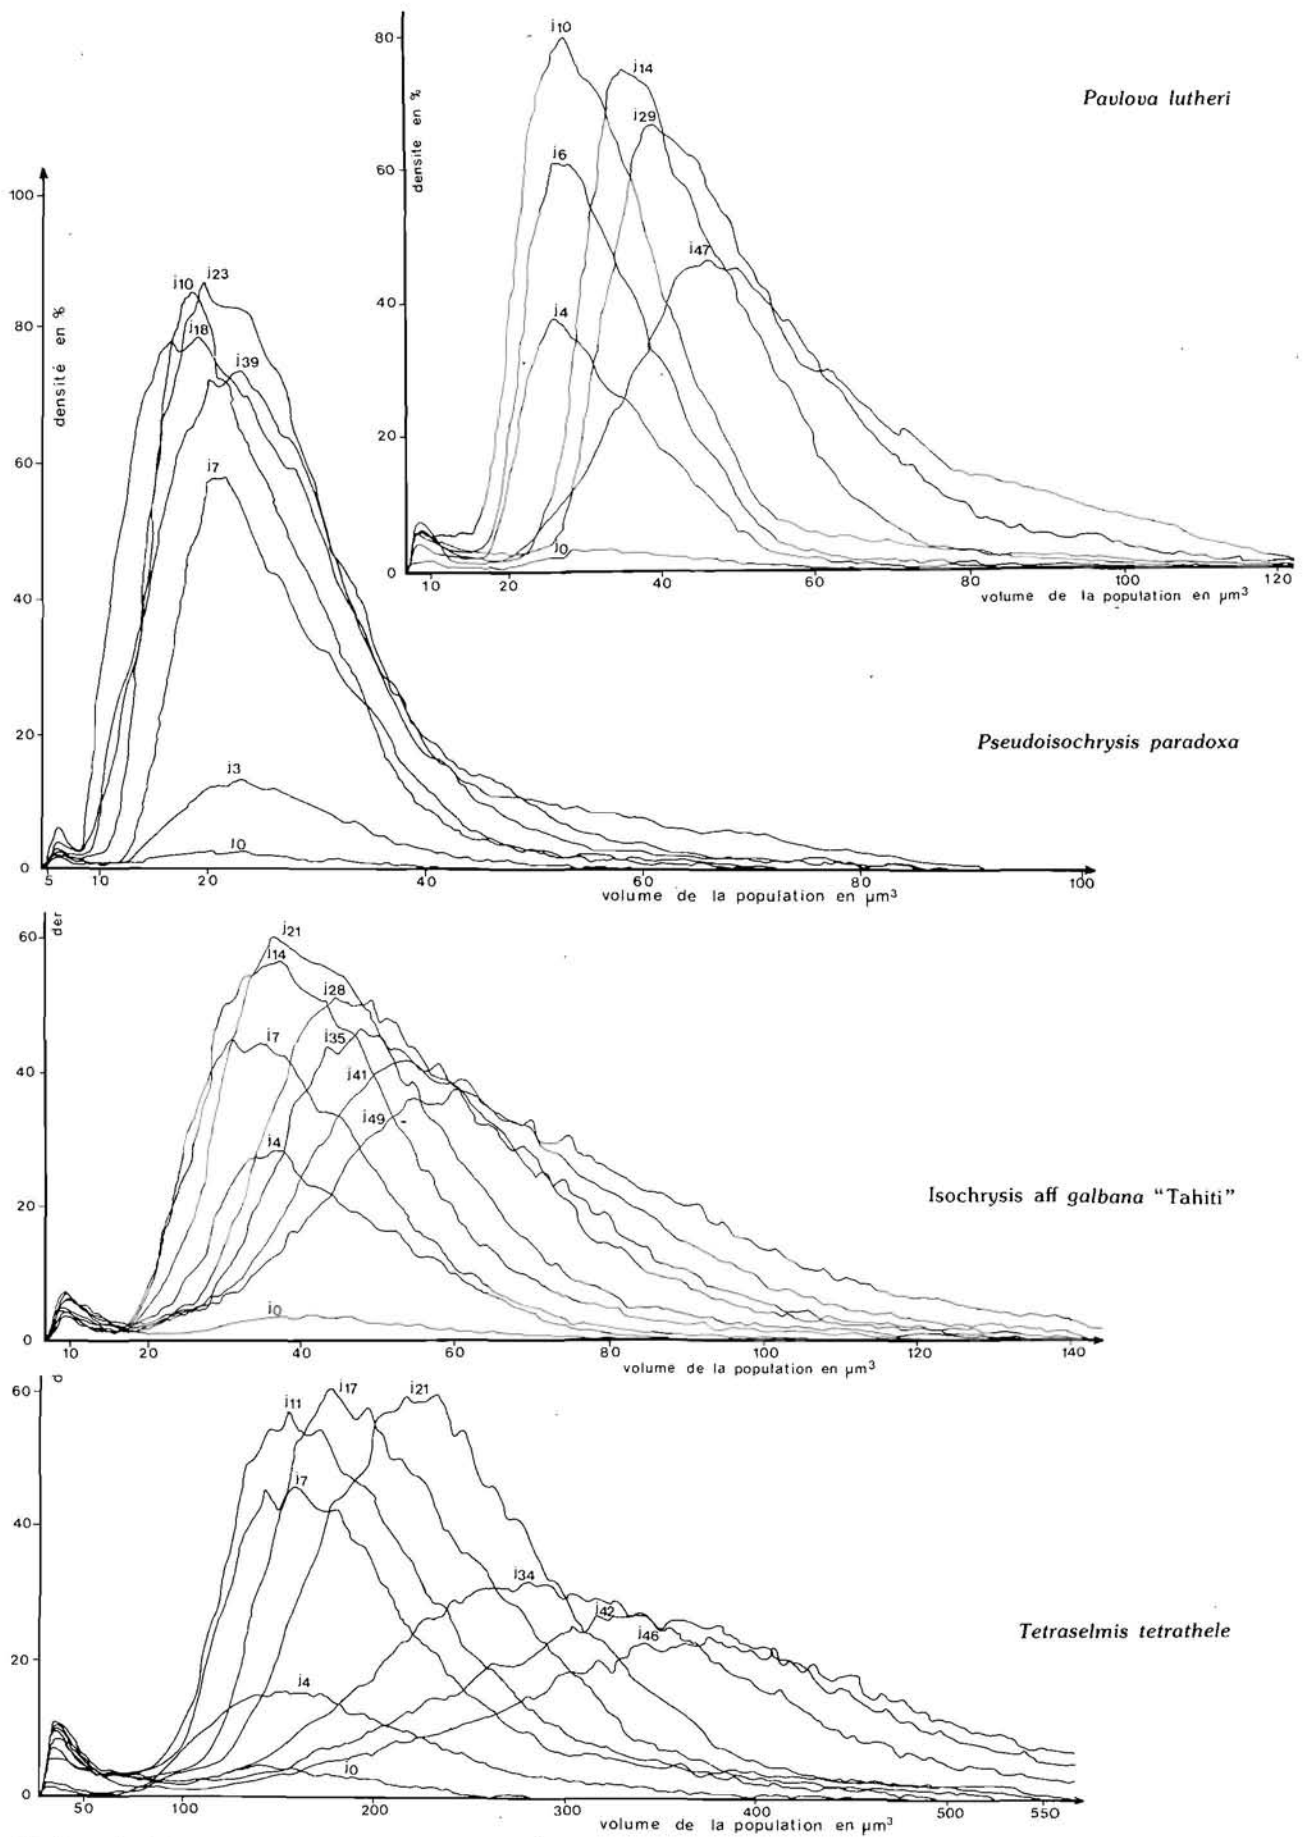 Pavlova lutheri
densité en %
80
60
40
20
0
j10
j14
j29
j6
j47
j4
j0
10 20 40 60 80 100 120
volume de la population en µm³
Pseudoisochrysis paradoxa
densité en %
100
80
60
40
20
0
j23
j10
j18
j39
j7
j3
j0
5 10 20 40 60 80 100
volume de la population en µm³
Isochrysis aff galbana "Tahiti"
der
60
40
20
0
j21
j14
j28
j7
j35
j41
j49
j4
j0
10 20 40 60 80 100 120 140
volume de la population en µm³
Tetraselmis tetrathele
d
60
40
20
0
j17
j21
j11
j7
j34
j42
j46
j4
j0
50 100 200 300 400 500 550
volume de la population en µm³